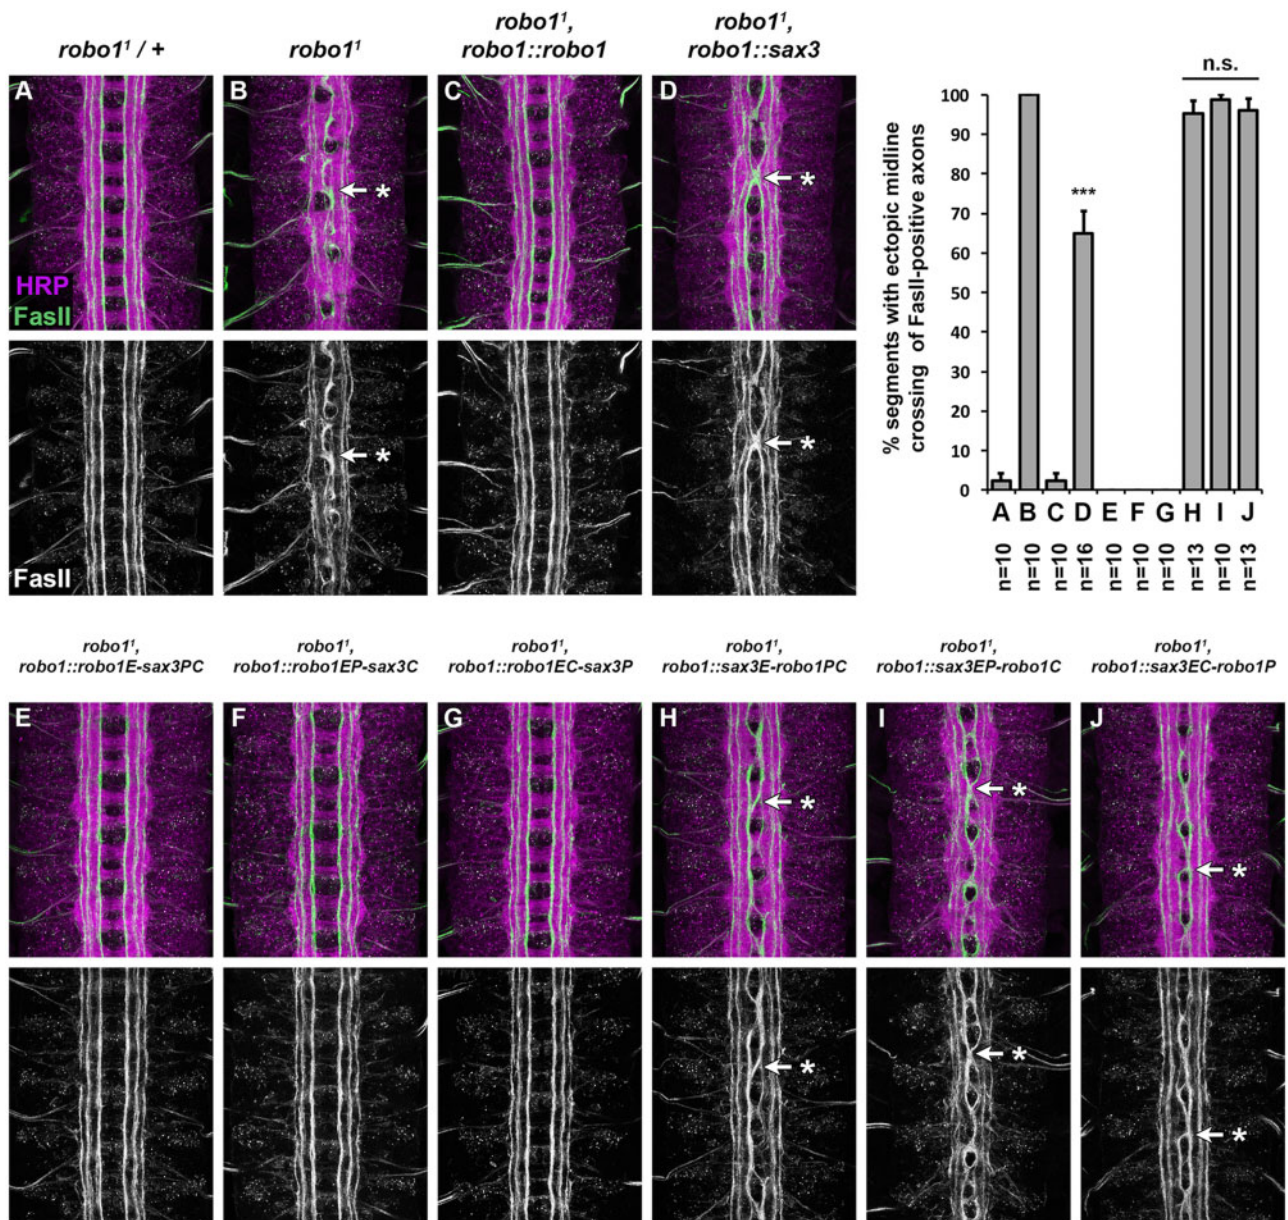 robo1¹ / +
robo1¹
robo1¹,
robo1::robo1
robo1¹,
robo1::sax3
A
B
C
D
HRP
FasII
*
*
FasII
*
*
n.s.
100
90
80
70
60
50
40
30
20
10
0
% segments with ectopic midline
crossing of FasII-positive axons
***
A B C D E F G H I J
n=10 n=10 n=10 n=16 n=10 n=10 n=10 n=13 n=10 n=13
robo1¹,
robo1::robo1E-sax3PC
robo1¹,
robo1::robo1EP-sax3C
robo1¹,
robo1::robo1EC-sax3P
robo1¹,
robo1::sax3E-robo1PC
robo1¹,
robo1::sax3EP-robo1C
robo1¹,
robo1::sax3EC-robo1P
E
F
G
H
I
J
*
*
*
*
*
*